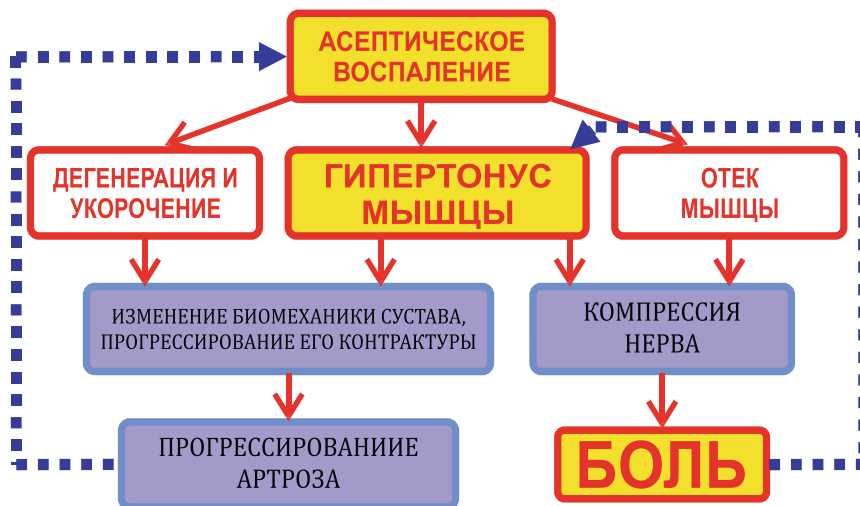 АСЕПТИЧЕСКОЕ
ВОСПАЛЕНИЕ
ДЕГЕНЕРАЦИЯ И
УКОРОЧЕНИЕ
ГИПЕРТОНУС
МЫШЦЫ
ОТЕК
МЫШЦЫ
ИЗМЕНЕНИЕ БИОМЕХАНИКИ СУСТАВА,
ПРОГРЕССИРОВАНИЕ ЕГО КОНТРАКТУРЫ
КОМПРЕССИЯ
НЕРВА
ПРОГРЕССИРОВАНИИЕ
АРТРОЗА
БОЛЬ